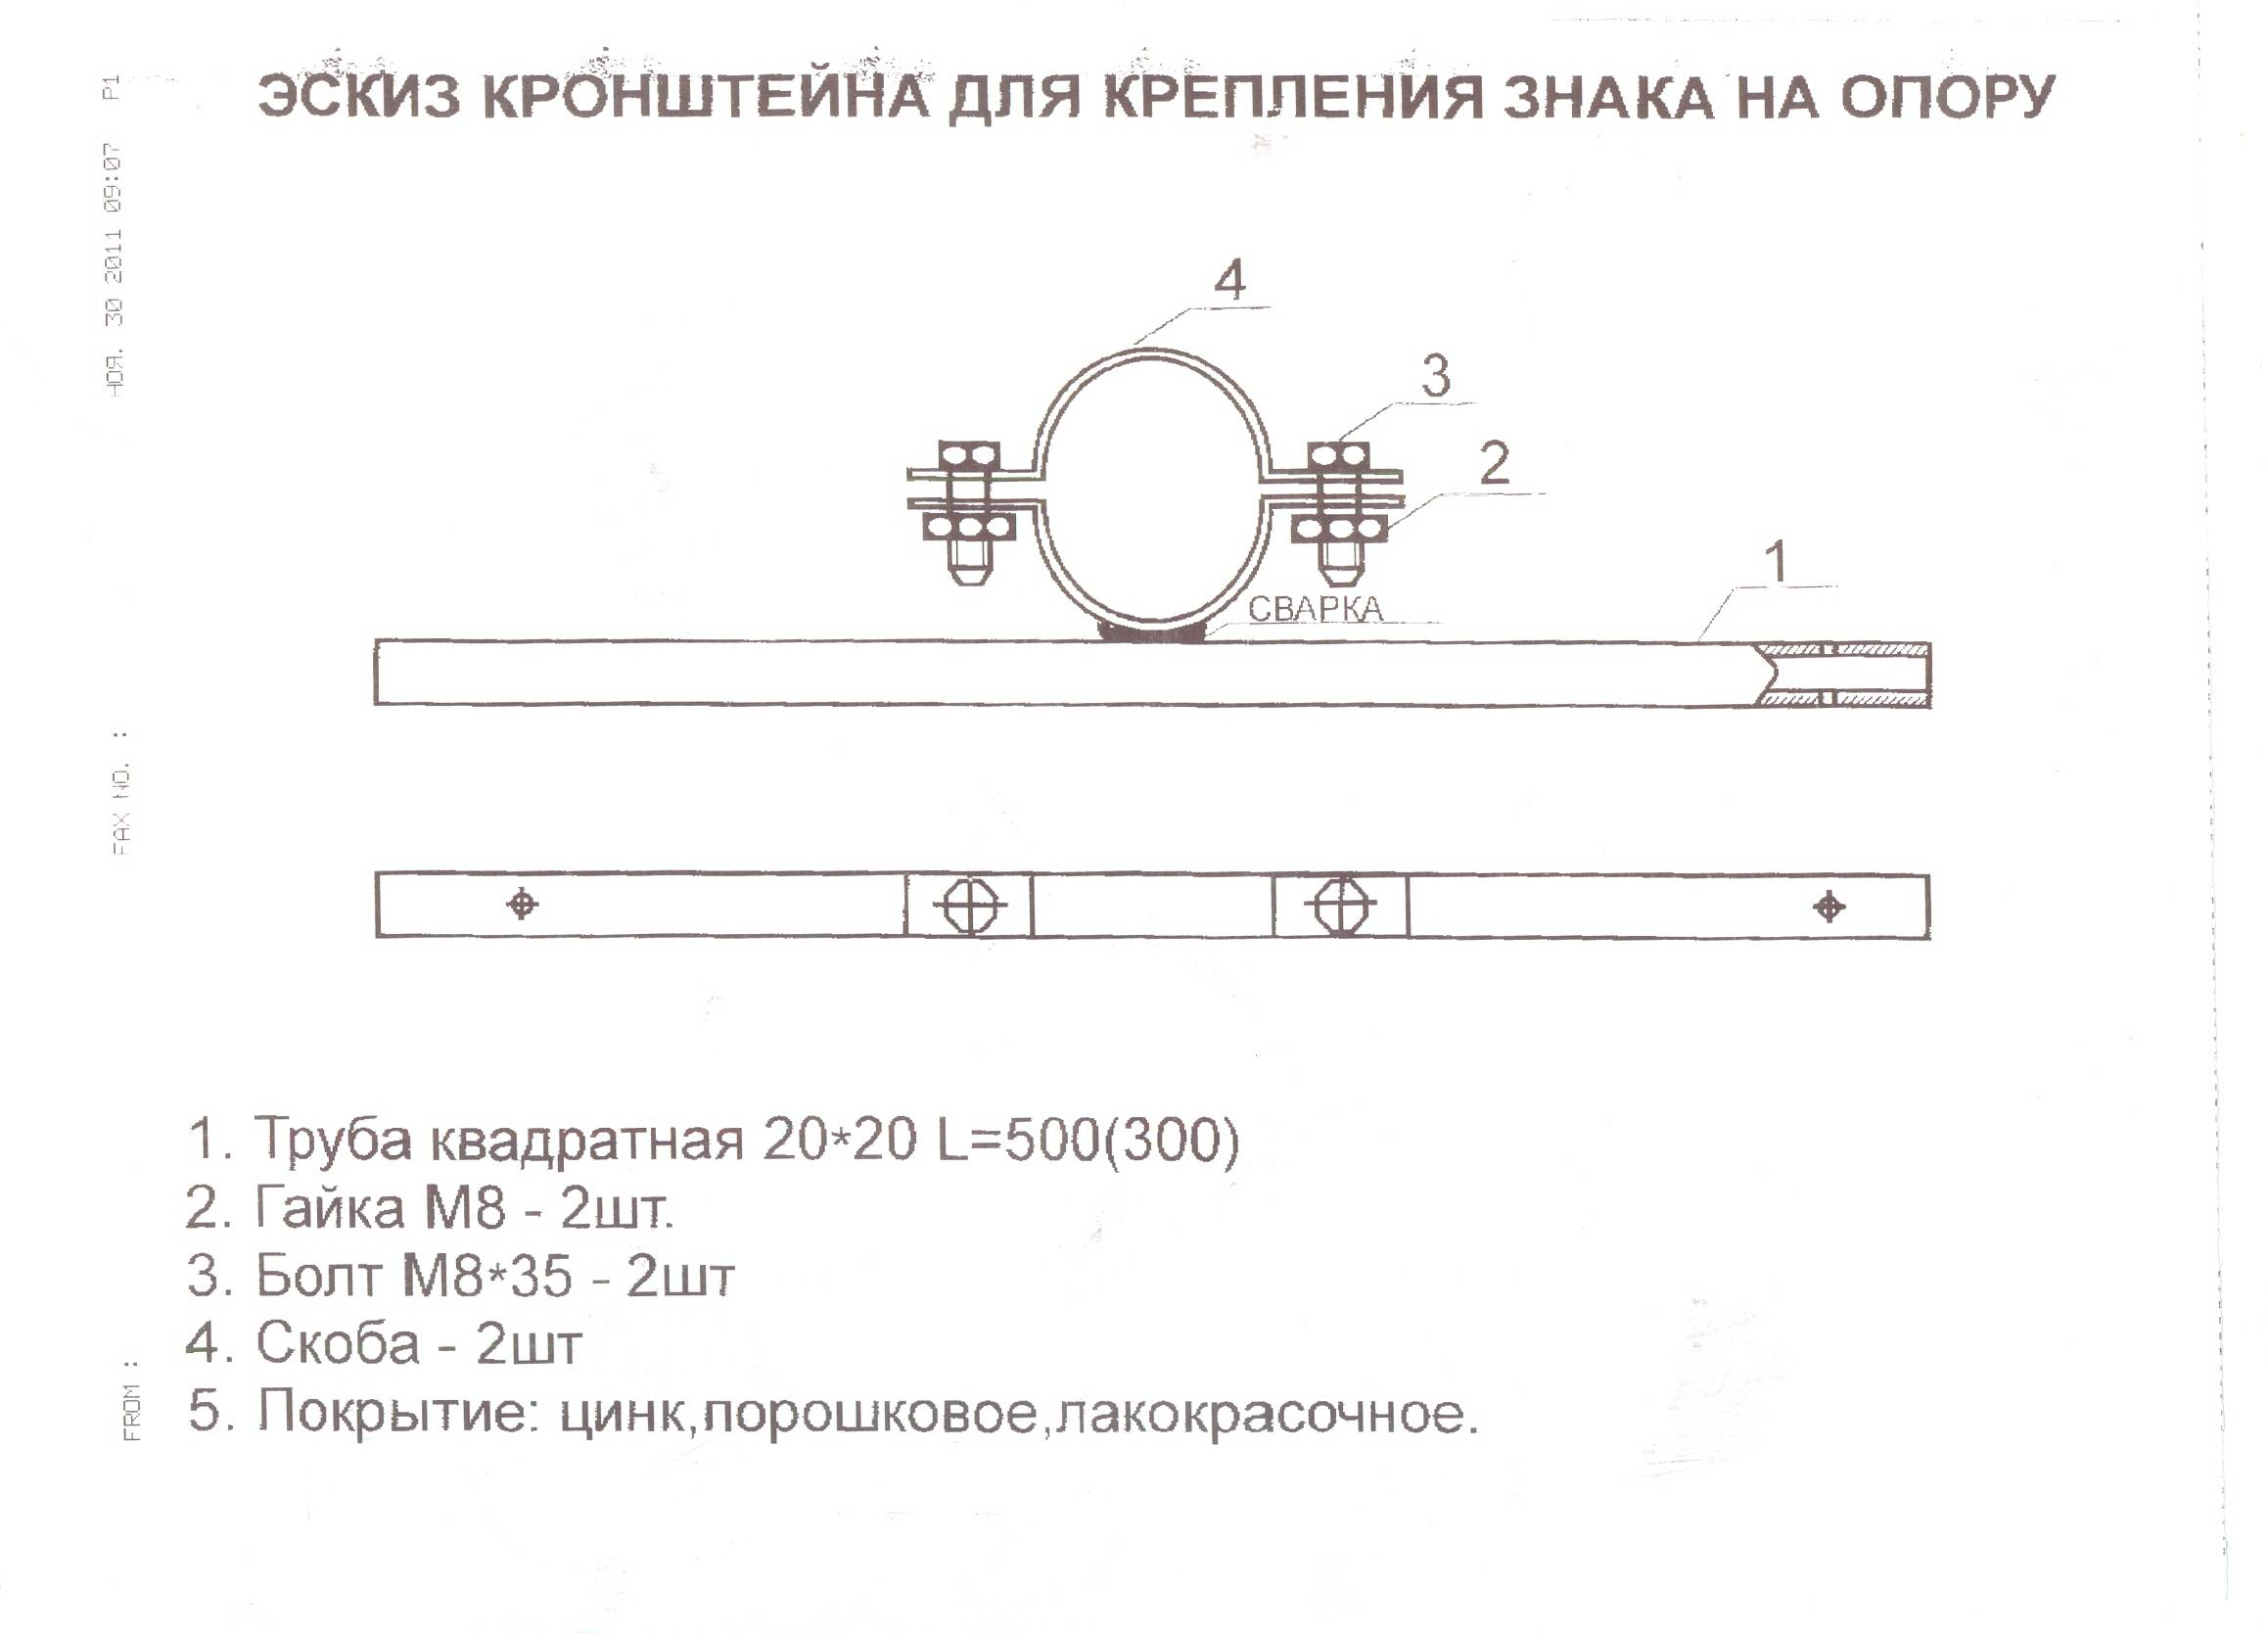 ЭСКИЗ КРОНШТЕЙНА ДЛЯ КРЕПЛЕНИЯ ЗНАКА НА ОПОРУ
НОЯ. 30 2011 09:07 P1
FAX NO. :
FROM :
4
3
2
1
СВАРКА
1. Труба квадратная 20*20 L=500(300)
2. Гайка М8 - 2шт.
3. Болт М8*35 - 2шт
4. Скоба - 2шт
5. Покрытие: цинк,порошковое,лакокрасочное.